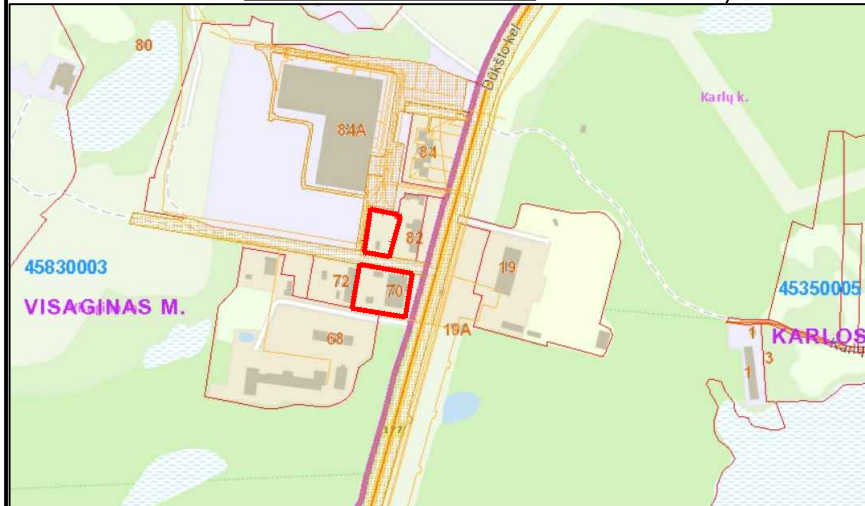 80
Dūkšto kel.
Karlų k.
84A
84
82
45830003
VISAGINAS M.
72
70
19
19A
68
45350005
KARLOS
1
3
1
177